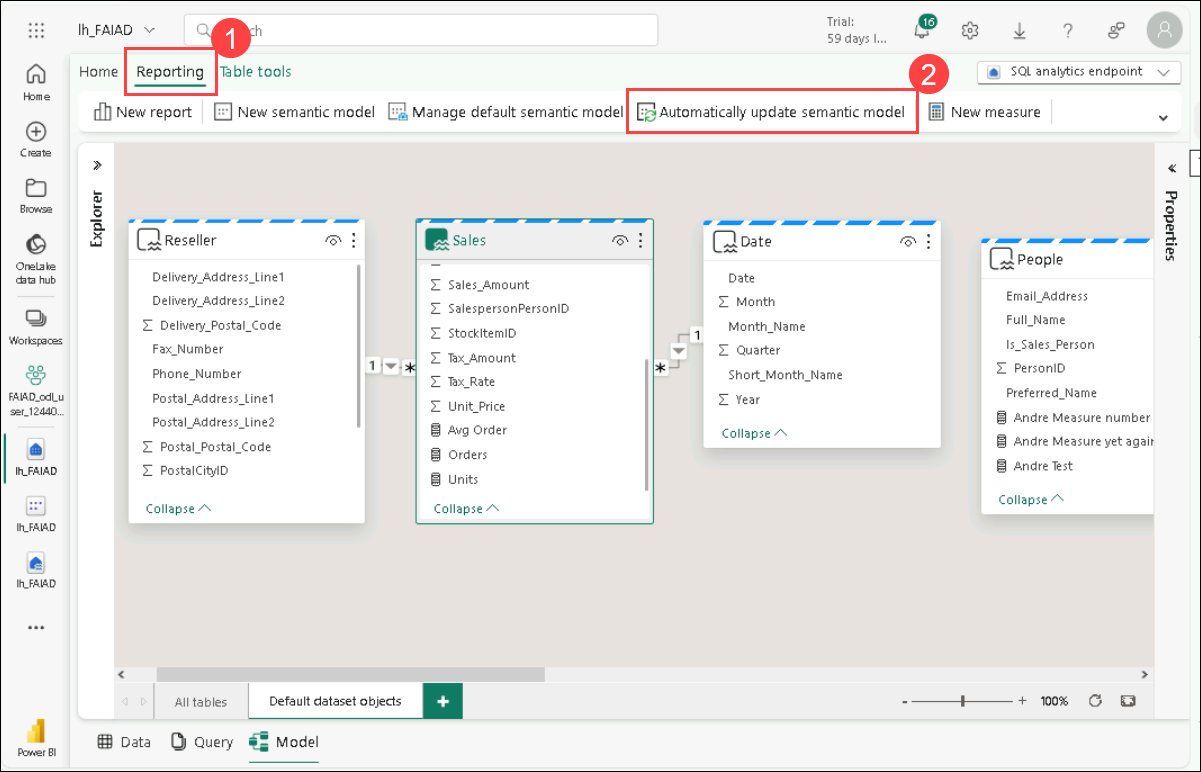 lh_FAIAD
ch
Trial:
59 days l...
16
1
2
Home
Reporting
Table tools
SQL analytics endpoint
New report
New semantic model
Manage default semantic model
Automatically update semantic model
New measure
Home
Create
Browse
OneLake
data hub
Workspaces
FAIAD_odl_u
ser_12440...
lh_FAIAD
lh_FAIAD
lh_FAIAD
Power BI
Explorer
Reseller
Delivery_Address_Line1
Delivery_Address_Line2
Σ Delivery_Postal_Code
Fax_Number
Phone_Number
Postal_Address_Line1
Postal_Address_Line2
Σ Postal_Postal_Code
Σ PostalCityID
Collapse
1
*
Sales
Σ Sales_Amount
Σ SalespersonPersonID
Σ StockItemID
Σ Tax_Amount
Σ Tax_Rate
Σ Unit_Price
Avg Order
Orders
Units
Collapse
*
1
Date
Date
Σ Month
Month_Name
Σ Quarter
Short_Month_Name
Σ Year
Collapse
People
Email_Address
Full_Name
Is_Sales_Person
Σ PersonID
Preferred_Name
Andre Measure number
Andre Measure yet again
Andre Test
Collapse
Properties
All tables
Default dataset objects
+
- + 100%
Data
Query
Model